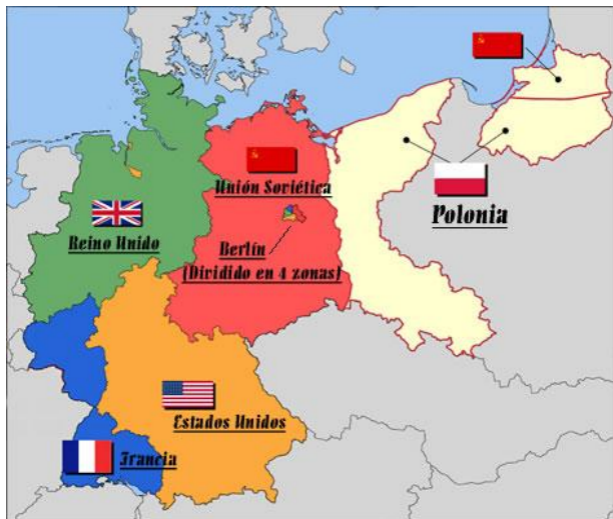 Unión Soviética
Polonia
Reino Unido
Berlín
(Dividido en 4 zonas)
Estados Unidos
Francia